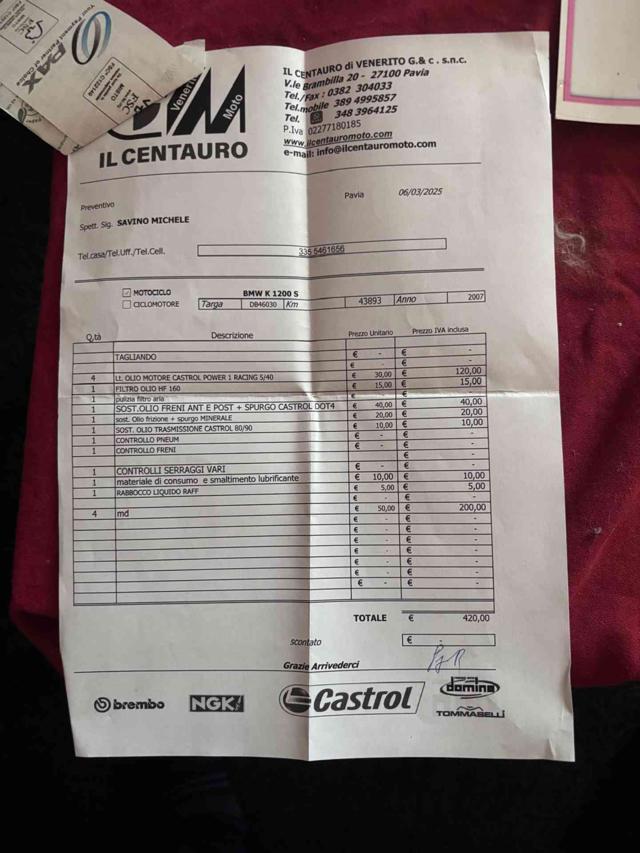 Your Payment Partner of Choice
PAX
FSC
Venerito
Moto
IL CENTAURO
IL CENTAURO di VENERITO G.& c . s.n.c.
V.le Brambilla 20 - 27100 Pavia
Tel./Fax : 0382 304033
Tel.mobile 389 4995857
Tel. 348 3964125
P.Iva 02277180185
www.ilcentauromoto.com
e-mail: info@ilcentauromoto.com
Pavia 06/03/2025
Preventivo
Spett. Sig. SAVINO MICHELE
Tel.casa/Tel.Uff./Tel.Cell. 335 5461656
MOTOCICLO BMW K 1200 S
CICLOMOTORE Targa DB46030 Km 43893 Anno 2007
Q.tà Descrizione Prezzo Unitario Prezzo IVA inclusa
€ - € -
TAGLIANDO € - € -
€ € -
4 Lt. OLIO MOTORE CASTROL POWER 1 RACING 5/40 € 30,00 € 120,00
1 FILTRO OLIO HF 160 € 15,00 € 15,00
1 pulizia filtro aria
1 SOST.OLIO FRENI ANT E POST + SPURGO CASTROL DOT4 € 40,00 € 40,00
1 sost. Olio frizione + spurgo MINERALE € 20,00 € 20,00
1 SOST. OLIO TRASMISSIONE CASTROL 80/90 € 10,00 € 10,00
1 CONTROLLO PNEUM € - € -
1 CONTROLLO FRENI € - € -
€ -
1 CONTROLLI SERRAGGI VARI € - € -
1 materiale di consumo e smaltimento lubrificante € 10,00 € 10,00
1 RABBOCCO LIQUIDO RAFF € 5,00 € 5,00
€ - € -
4 md € 50,00 € 200,00
€ - € -
€ - € -
€ - € -
€ - € -
€ - € -
€ - € -
€ - € -
TOTALE € 420,00
scontato €
Grazie Arrivederci
brembo
NGK
Castrol
domino
TOMMASELLI